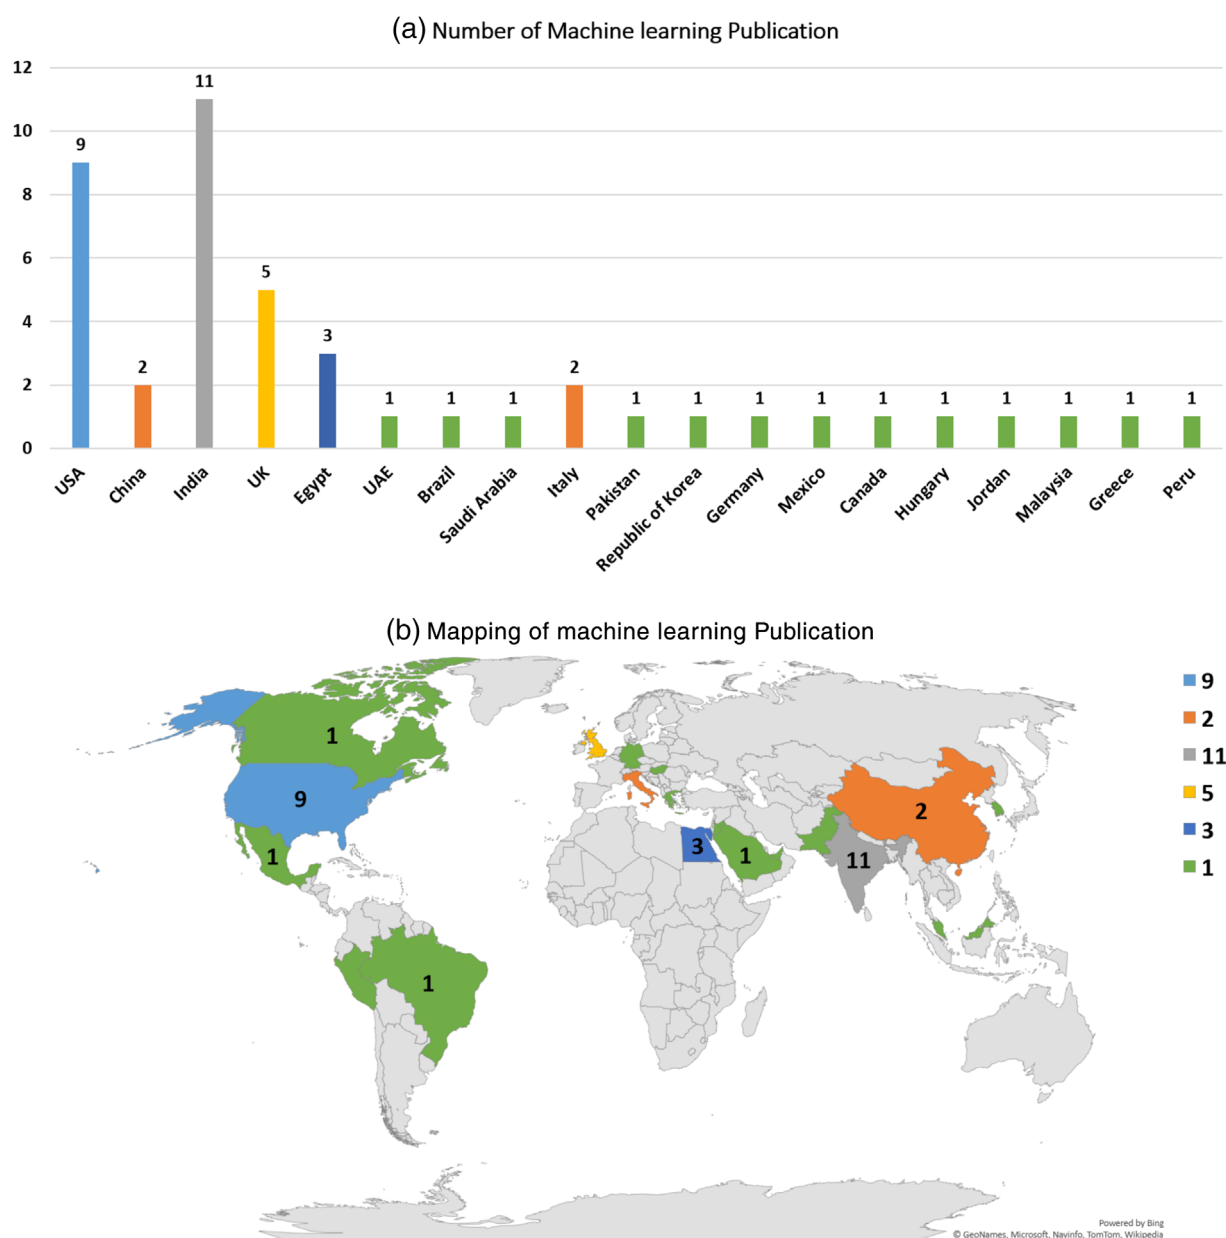 (a) Number of Machine learning Publication
12
10
8
6
4
2
0
9
2
11
5
3
1
1
1
2
1
1
1
1
1
1
1
1
1
1
USA
China
India
UK
Egypt
UAE
Brazil
Saudi Arabia
Italy
Pakistan
Republic of Korea
Germany
Mexico
Canada
Hungary
Jordan
Malaysia
Greece
Peru
(b) Mapping of machine learning Publication
1
9
1
1
3
1
11
2
9
2
11
5
3
1
Powered by Bing
© GeoNames, Microsoft, Navinfo, TomTom, Wikipedia